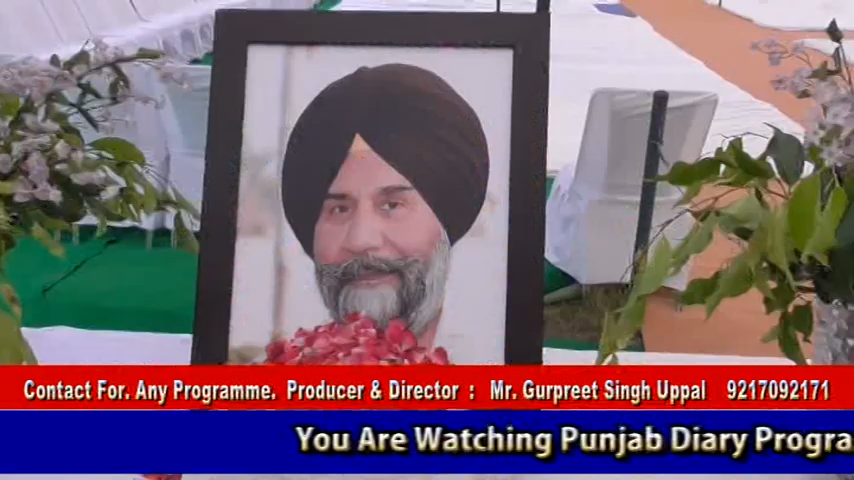 Contact For. Any Programme. Producer & Director : Mr. Gurpreet Singh Uppal 9217092171
You Are Watching Punjab Diary Progra